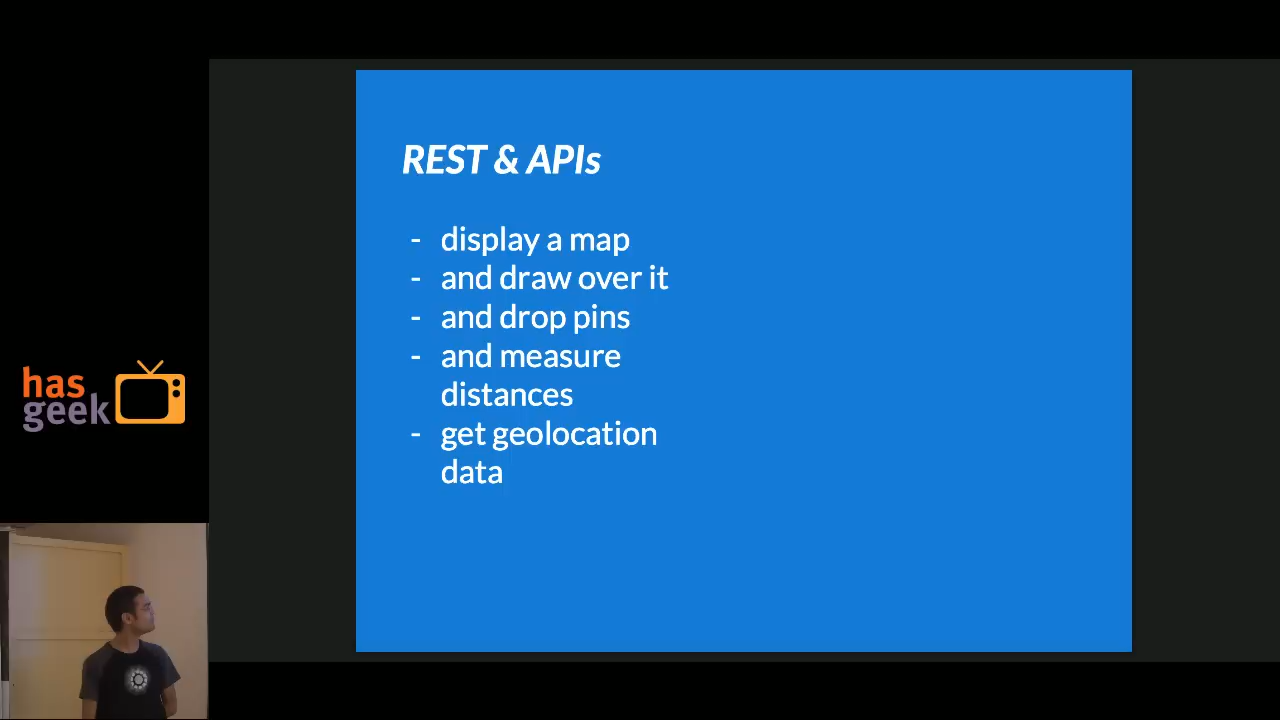 REST & APIs
- display a map
- and draw over it
- and drop pins
- and measure
distances
- get geolocation
data
has
geek